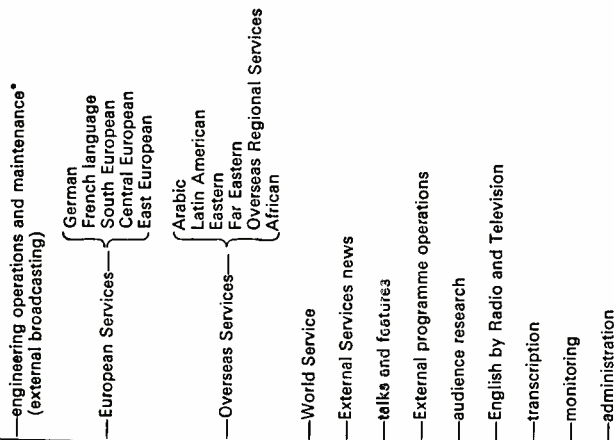 engineering operations and maintenance*
(external broadcasting)
European Services
German
French language
South European
Central European
East European
Overseas Services
Arabic
Latin American
Eastern
Far Eastern
Overseas Regional Services
African
World Service
External Services news
talks and features
External programme operations
audience research
English by Radio and Television
transcription
monitoring
administration